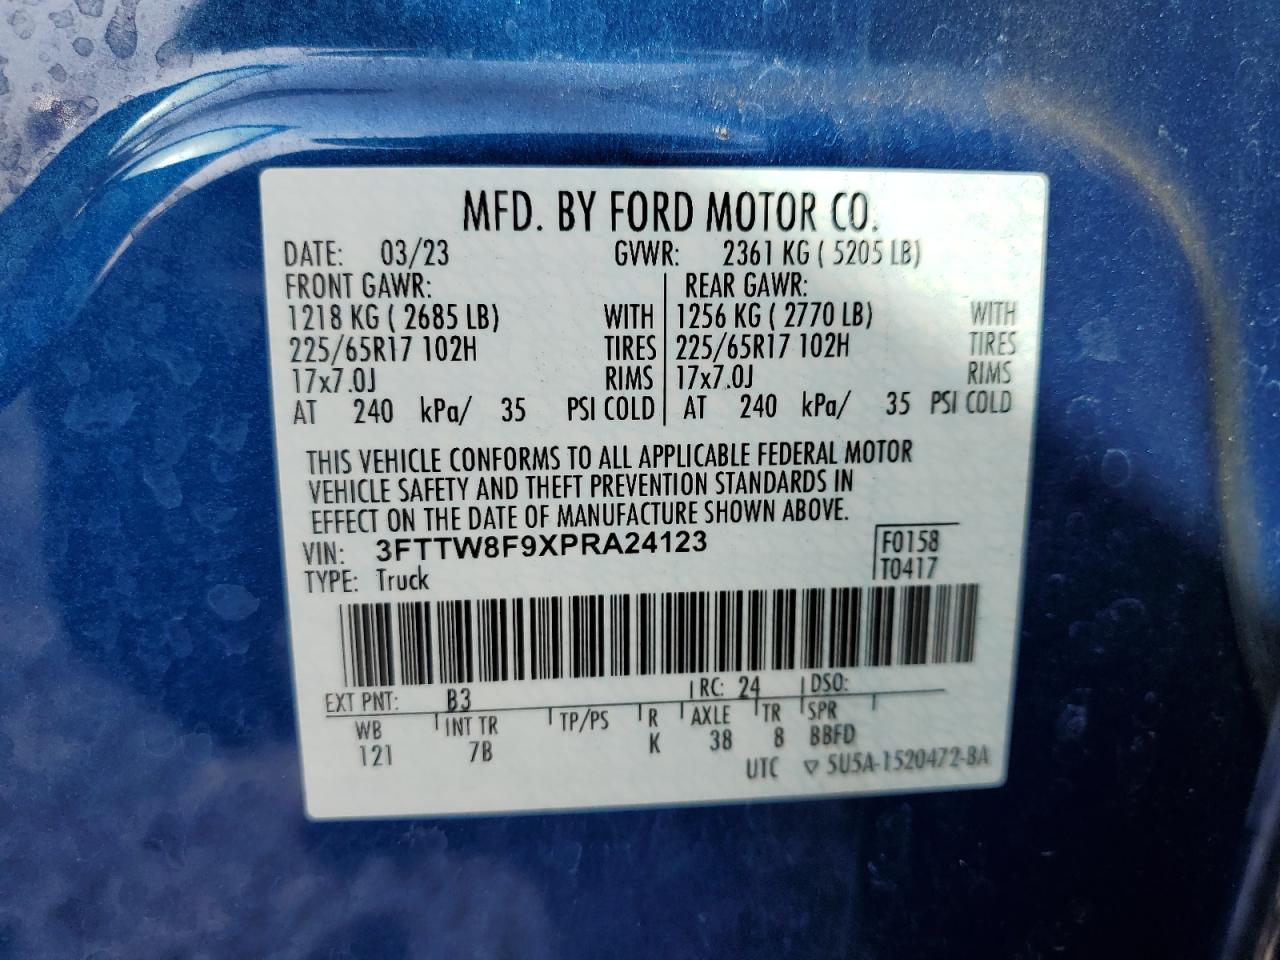 MFD. BY FORD MOTOR CO.
DATE: 03/23 GVWR: 2361 KG ( 5205 LB)
FRONT GAWR: REAR GAWR:
1218 KG ( 2685 LB) WITH 1256 KG ( 2770 LB) WITH
225/65R17 102H TIRES 225/65R17 102H TIRES
17x7.0J RIMS 17x7.0J RIMS
AT 240 kPa/ 35 PSI COLD AT 240 kPa/ 35 PSI COLD
THIS VEHICLE CONFORMS TO ALL APPLICABLE FEDERAL MOTOR
VEHICLE SAFETY AND THEFT PREVENTION STANDARDS IN
EFFECT ON THE DATE OF MANUFACTURE SHOWN ABOVE.
VIN: 3FTTW8F9XPRA24123 F0158
TYPE: Truck T0417
EXT PNT: B3 RC: 24 DSO:
WB INT TR TP/PS R AXLE TR SPR
121 7B K 38 8 BBFD
UTC ▽ 5U5A-1520472-BA